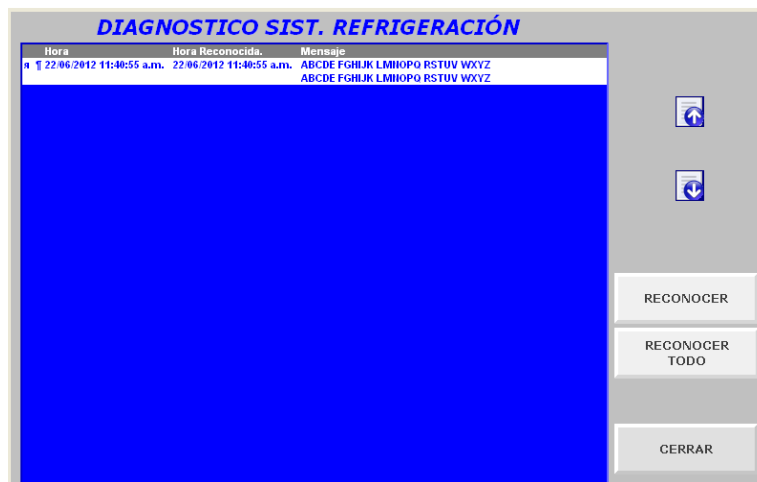 DIAGNOSTICO SIST. REFRIGERACIÓN
Hora Hora Reconocida. Mensaje
я ¶ 22/06/2012 11:40:55 a.m. 22/06/2012 11:40:55 a.m. ABCDE FGHIJK LMNOPQ RSTUV WXYZ
ABCDE FGHIJK LMNOPQ RSTUV WXYZ
RECONOCER
RECONOCER
TODO
CERRAR